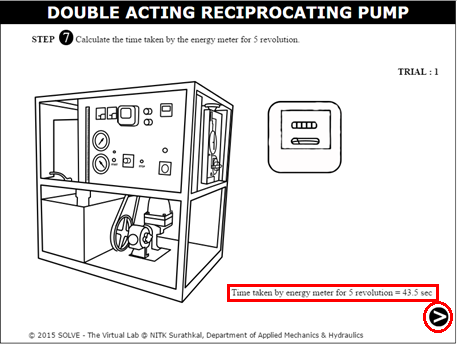 DOUBLE ACTING RECIPROCATING PUMP
STEP 7 Calculate the time taken by the energy meter for 5 revolution.
TRIAL : 1
Time taken by energy meter for 5 revolution = 43.5 sec
© 2015 SOLVE - The Virtual Lab @ NITK Surathkal, Department of Applied Mechanics & Hydraulics